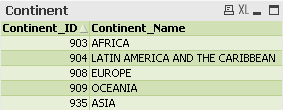 Continent XL
Continent_ID Continent_Name
903 AFRICA
904 LATIN AMERICA AND THE CARIBBEAN
908 EUROPE
909 OCEANIA
935 ASIA